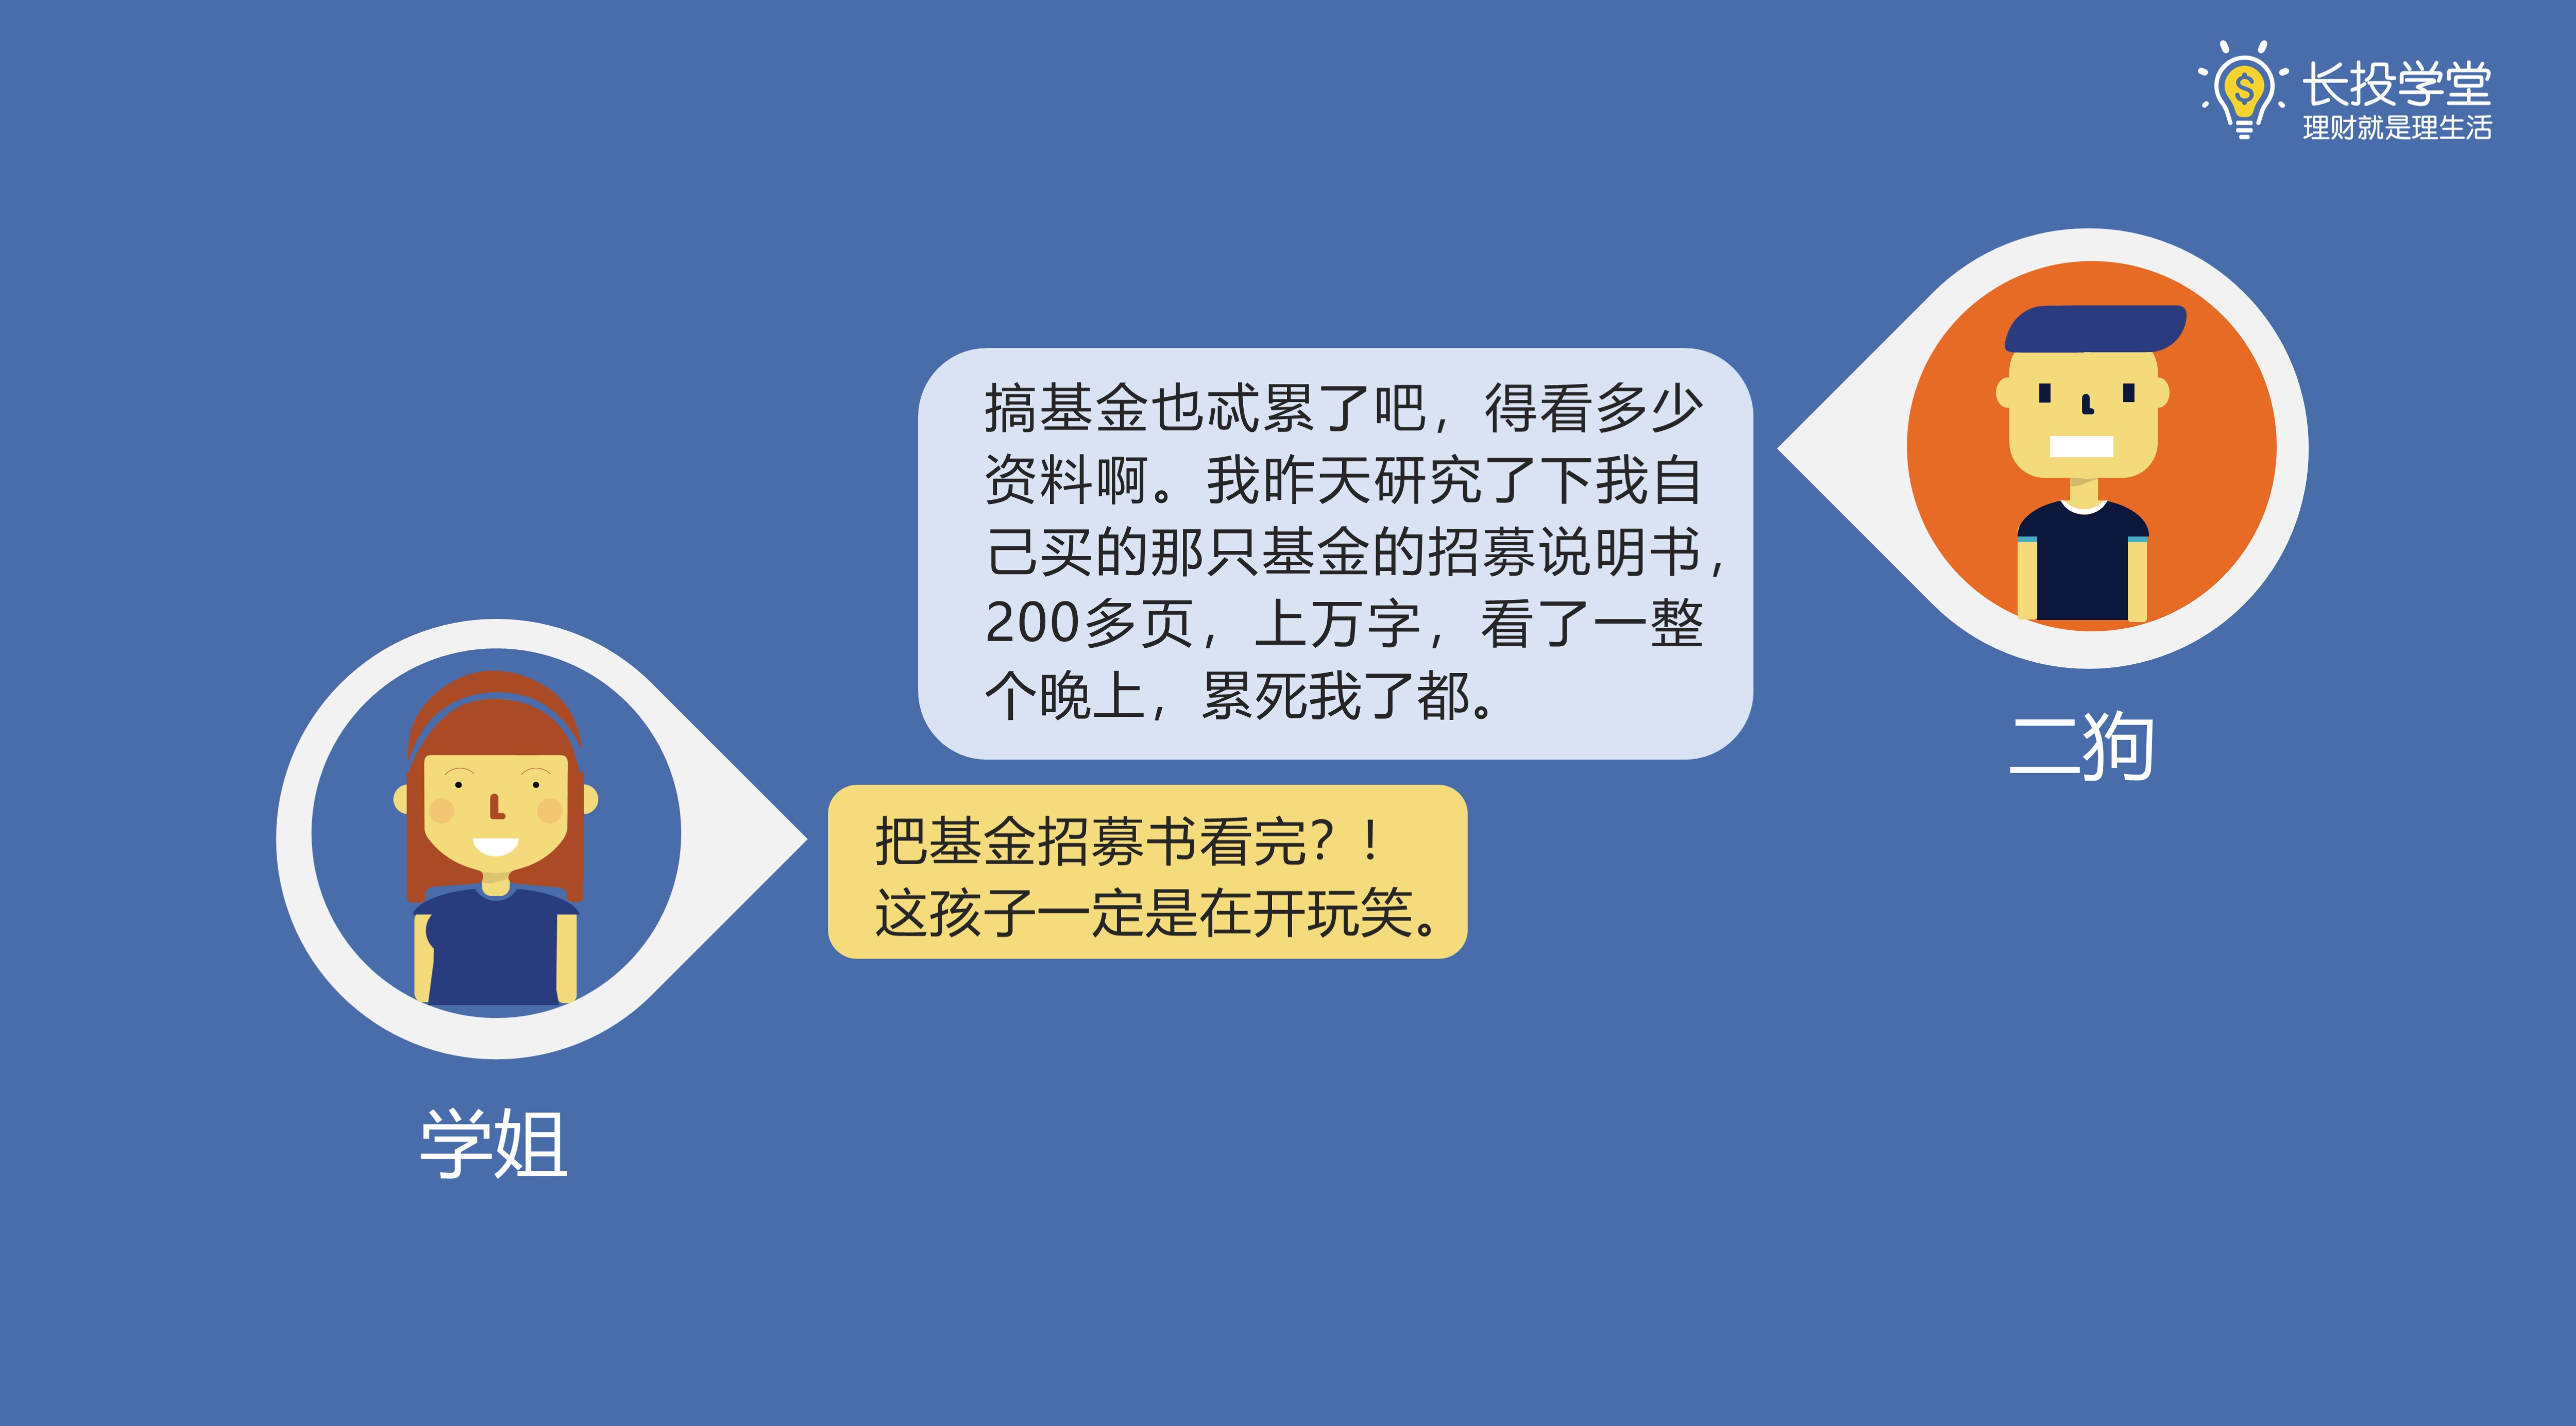 长投学堂
理财就是理生活
搞基金也忒累了吧，得看多少
资料啊。我昨天研究了下我自
己买的那只基金的招募说明书，
200多页，上万字，看了一整
个晚上，累死我了都。
二狗
把基金招募书看完？！
这孩子一定是在开玩笑。
学姐